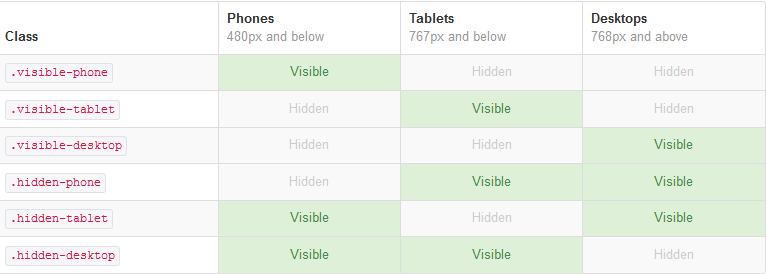 Class Phones Tablets Desktops
480px and below 767px and below 768px and above
.visible-phone Visible Hidden Hidden
.visible-tablet Hidden Visible Hidden
.visible-desktop Hidden Hidden Visible
.hidden-phone Hidden Visible Visible
.hidden-tablet Visible Hidden Visible
.hidden-desktop Visible Visible Hidden